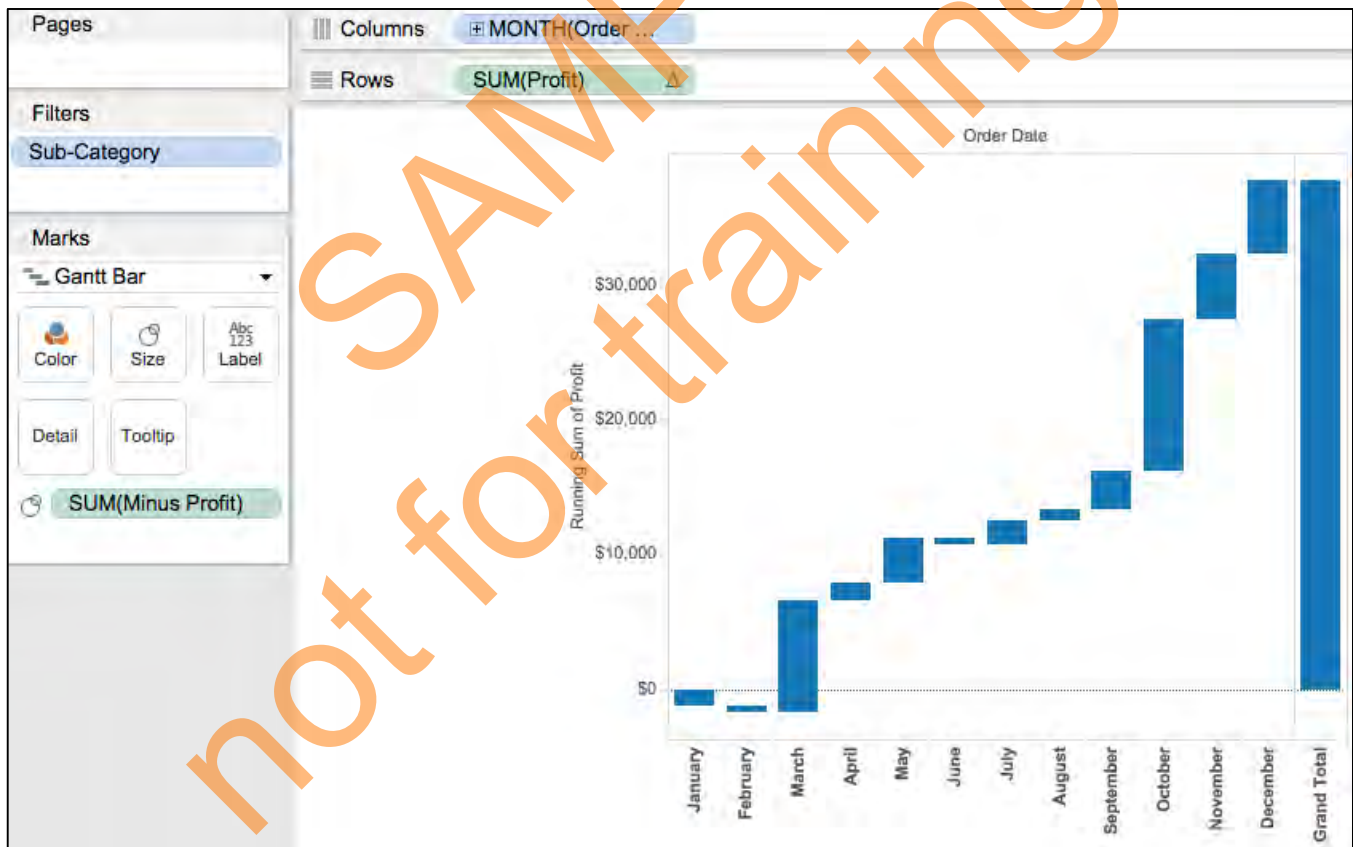 Pages
Columns
MONTH(Order ...
Rows
SUM(Profit) Δ
Filters
Sub-Category
Marks
Gantt Bar
Color
Size
Abc
123
Label
Detail
Tooltip
SUM(Minus Profit)
Order Date
Running Sum of Profit
$30,000
$20,000
$10,000
$0
January
February
March
April
May
June
July
August
September
October
November
December
Grand Total
not for training